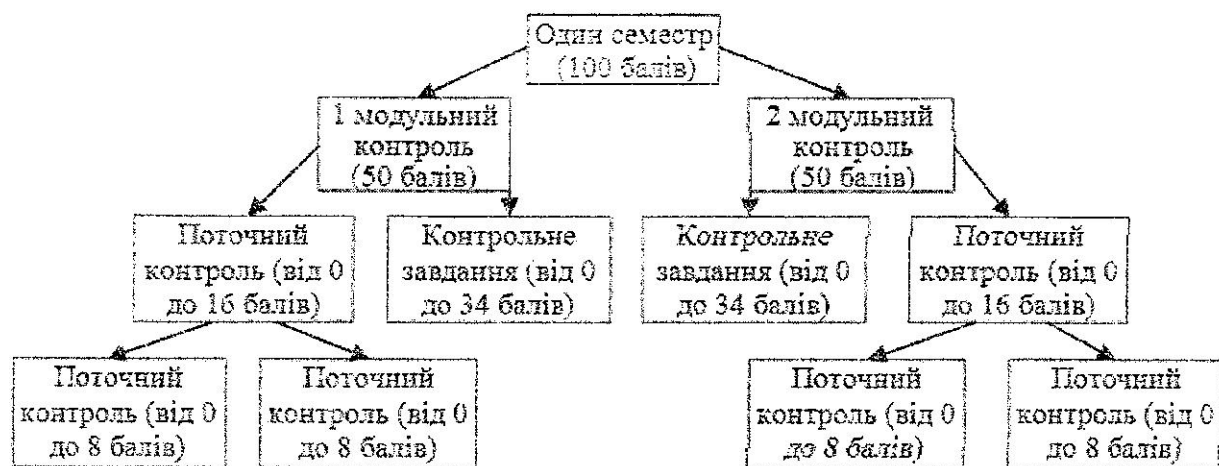 Один семестр
(100 балів)
1 модульний
контроль
(50 балів)
2 модульний
контроль
(50 балів)
Поточний
контроль (від 0
до 16 балів)
Контрольне
завдання (від 0
до 34 балів)
Контрольне
завдання (від 0
до 34 балів)
Поточний
контроль (від 0
до 16 балів)
Поточний
контроль (від 0
до 8 балів)
Поточний
контроль (від 0
до 8 балів)
Поточний
контроль (від 0
до 8 балів)
Поточний
контроль (від 0
до 8 балів)